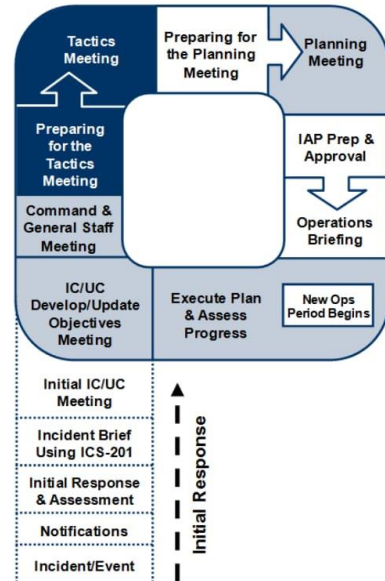 Tactics
Meeting
Preparing for
the Planning
Meeting
Planning
Meeting
Preparing
for the
Tactics
Meeting
IAP Prep &
Approval
Command &
General Staff
Meeting
Operations
Briefing
IC/UC
Develop/Update
Objectives
Meeting
Execute Plan
& Assess
Progress
New Ops
Period Begins
Initial IC/UC
Meeting
Incident Brief
Using ICS-201
Initial Response
& Assessment
Notifications
Incident/Event
Initial Response